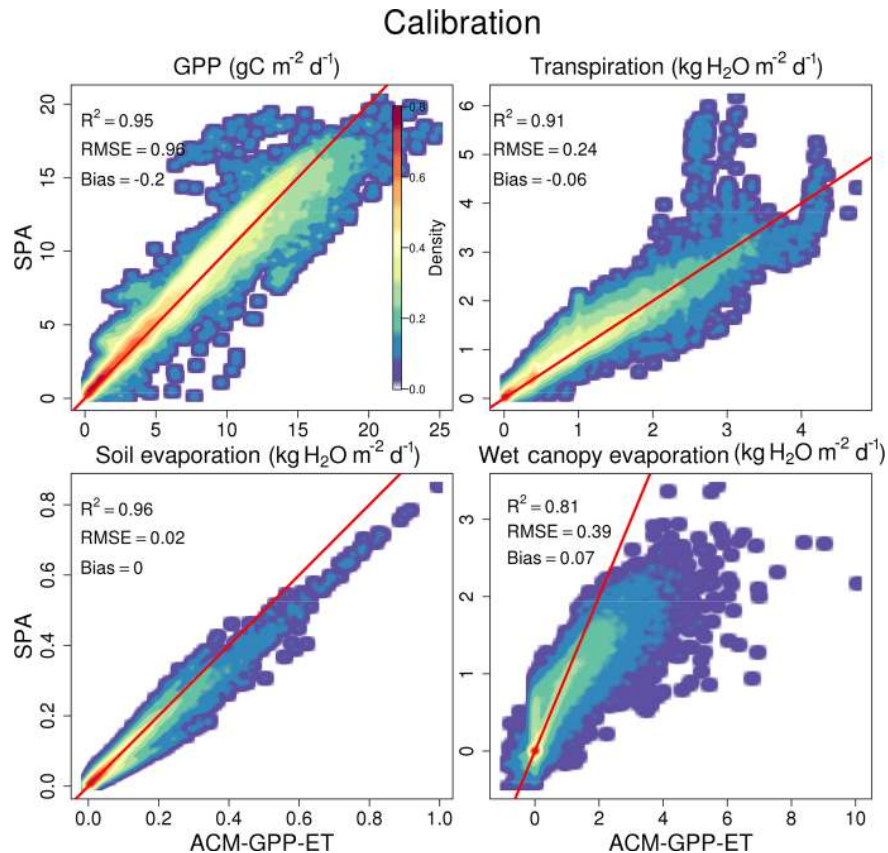 Calibration
GPP (gC m⁻² d⁻¹)
R² = 0.95
RMSE = 0.96
Bias = -0.2
SPA
0 5 10 15 20
0 5 10 15 20 25
Density
0.0 0.2 0.4 0.6 0.8
Transpiration (kg H₂O m⁻² d⁻¹)
R² = 0.91
RMSE = 0.24
Bias = -0.06
0 1 2 3 4 5 6
0 1 2 3 4
Soil evaporation (kg H₂O m⁻² d⁻¹)
R² = 0.96
RMSE = 0.02
Bias = 0
SPA
0.0 0.2 0.4 0.6 0.8
0.0 0.2 0.4 0.6 0.8 1.0
ACM-GPP-ET
Wet canopy evaporation (kg H₂O m⁻² d⁻¹)
R² = 0.81
RMSE = 0.39
Bias = 0.07
0 1 2 3
0 2 4 6 8 10
ACM-GPP-ET